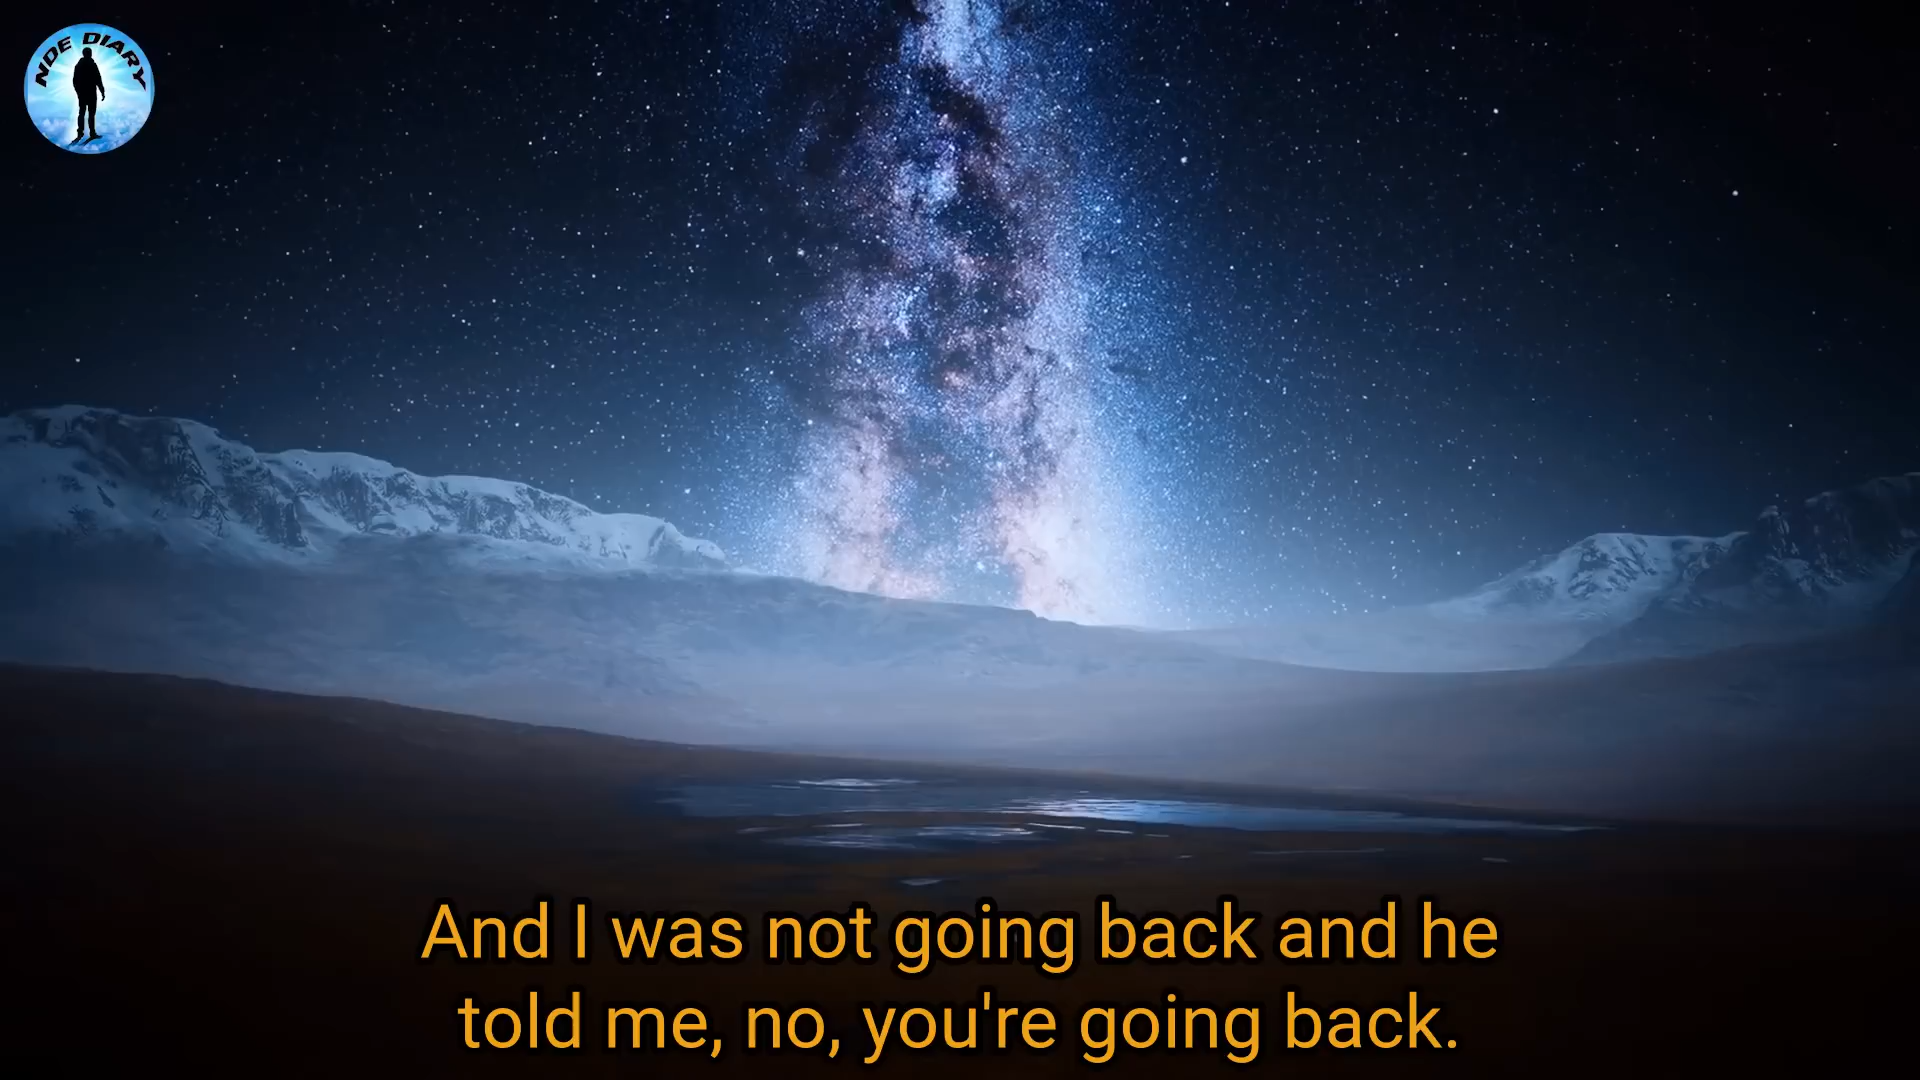 NDE DIARY
And I was not going back and he
told me, no, you're going back.